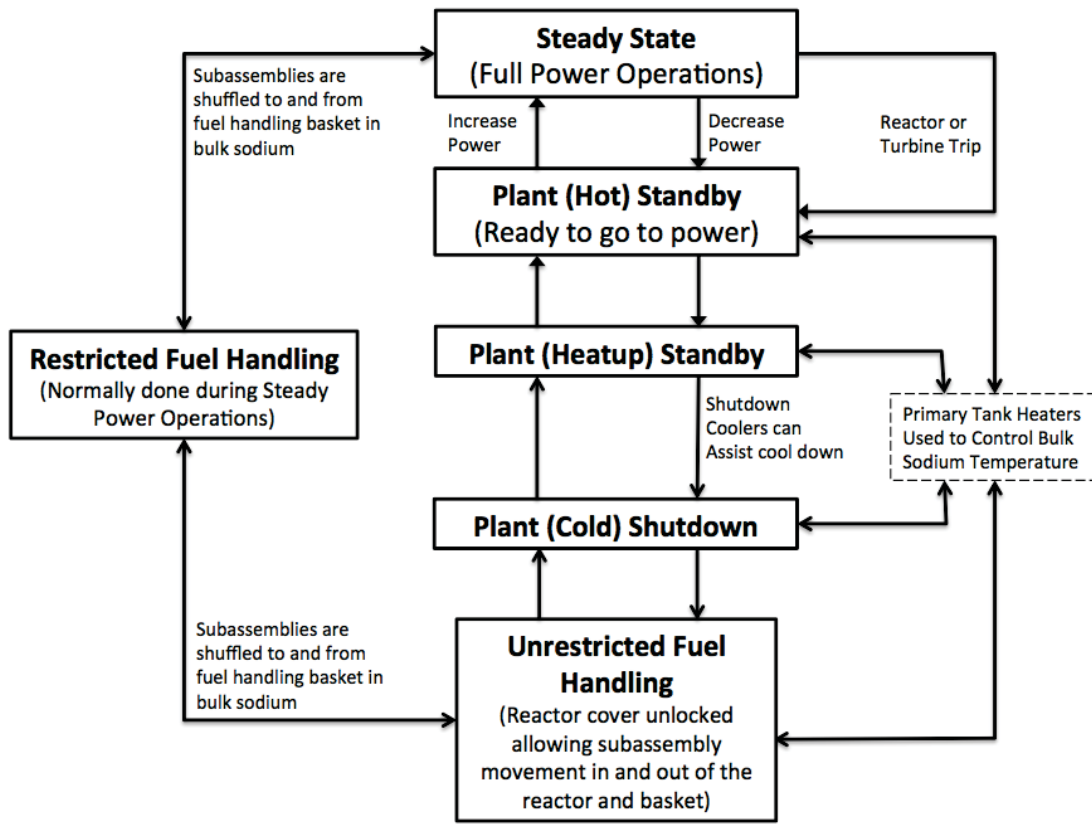 Steady State
(Full Power Operations)
Subassemblies are
shuffled to and from
fuel handling basket in
bulk sodium
Increase
Power
Decrease
Power
Reactor or
Turbine Trip
Plant (Hot) Standby
(Ready to go to power)
Restricted Fuel Handling
(Normally done during Steady
Power Operations)
Plant (Heatup) Standby
Shutdown
Coolers can
Assist cool down
Primary Tank Heaters
Used to Control Bulk
Sodium Temperature
Plant (Cold) Shutdown
Subassemblies are
shuffled to and from
fuel handling basket in
bulk sodium
Unrestricted Fuel
Handling
(Reactor cover unlocked
allowing subassembly
movement in and out of the
reactor and basket)